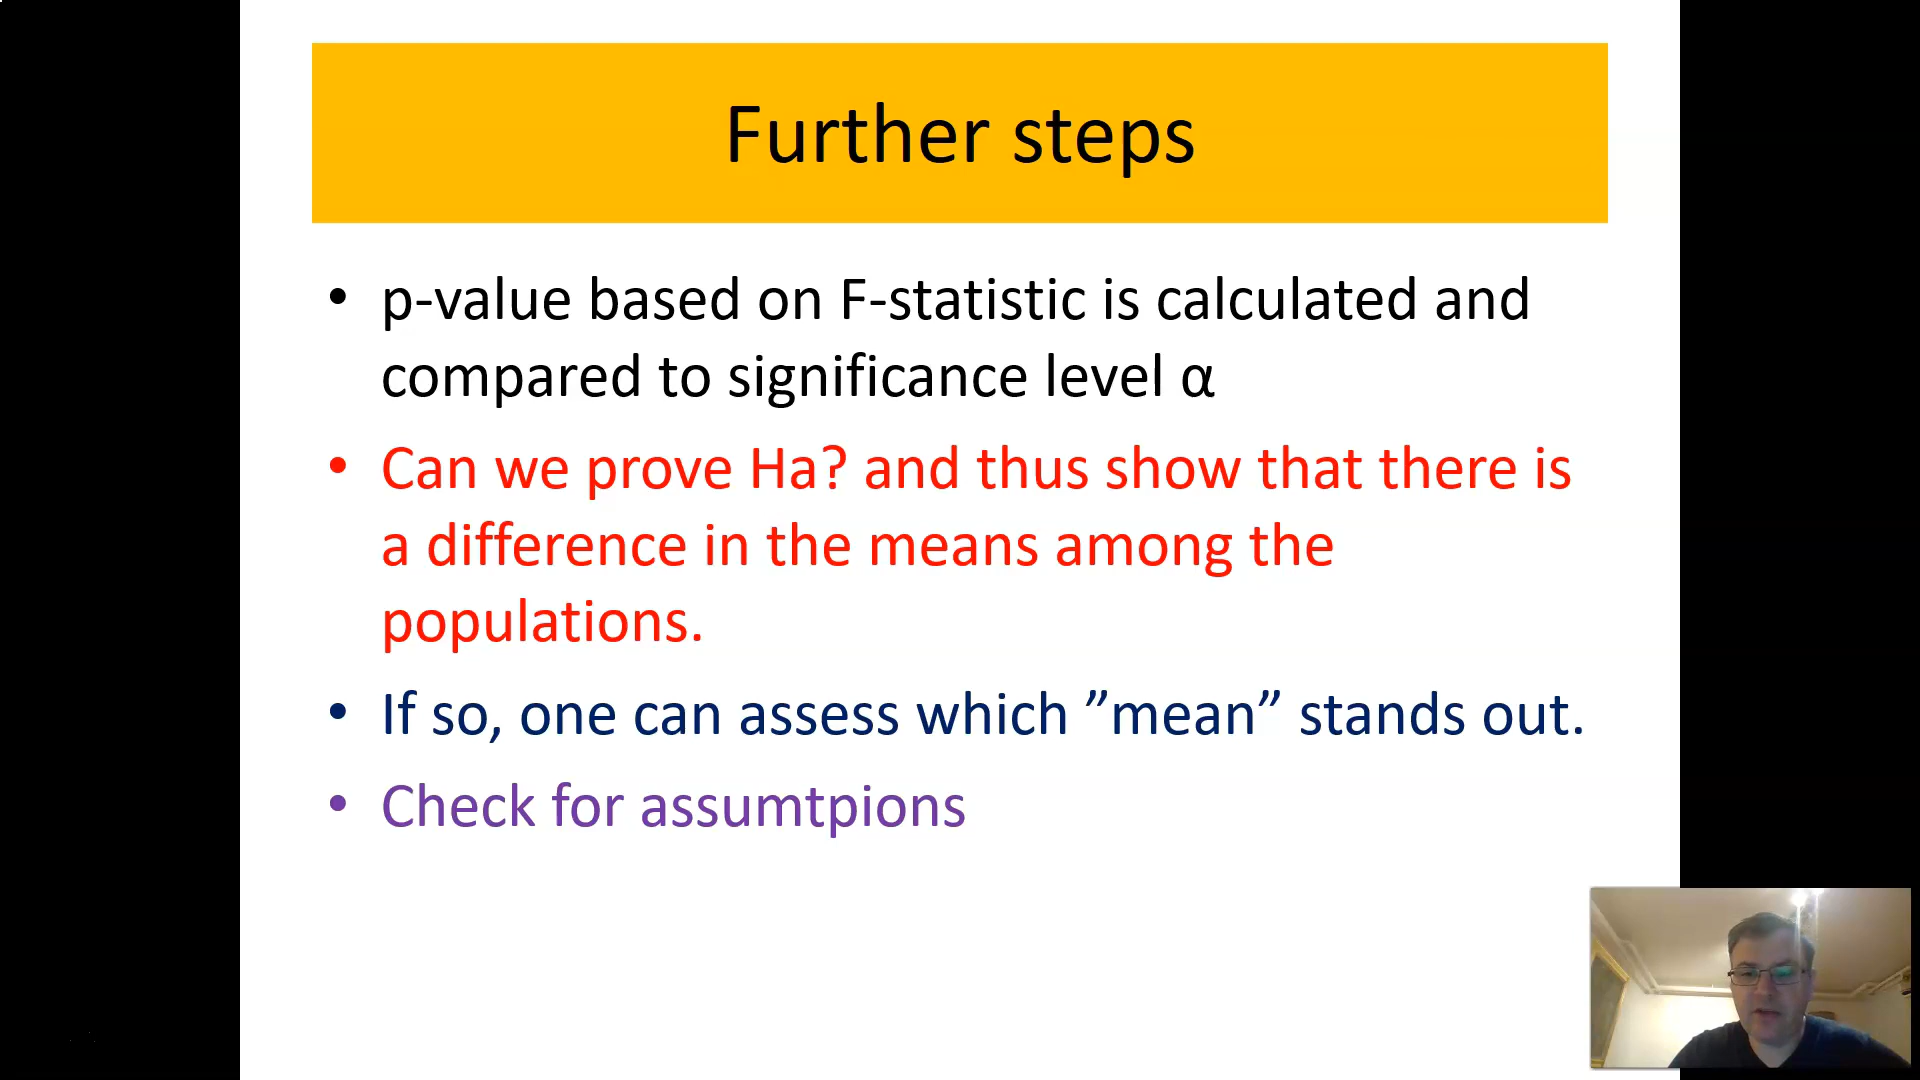 Further steps
• p-value based on F-statistic is calculated and
compared to significance level α
• Can we prove Ha? and thus show that there is
a difference in the means among the
populations.
• If so, one can assess which ”mean” stands out.
• Check for assumtpions